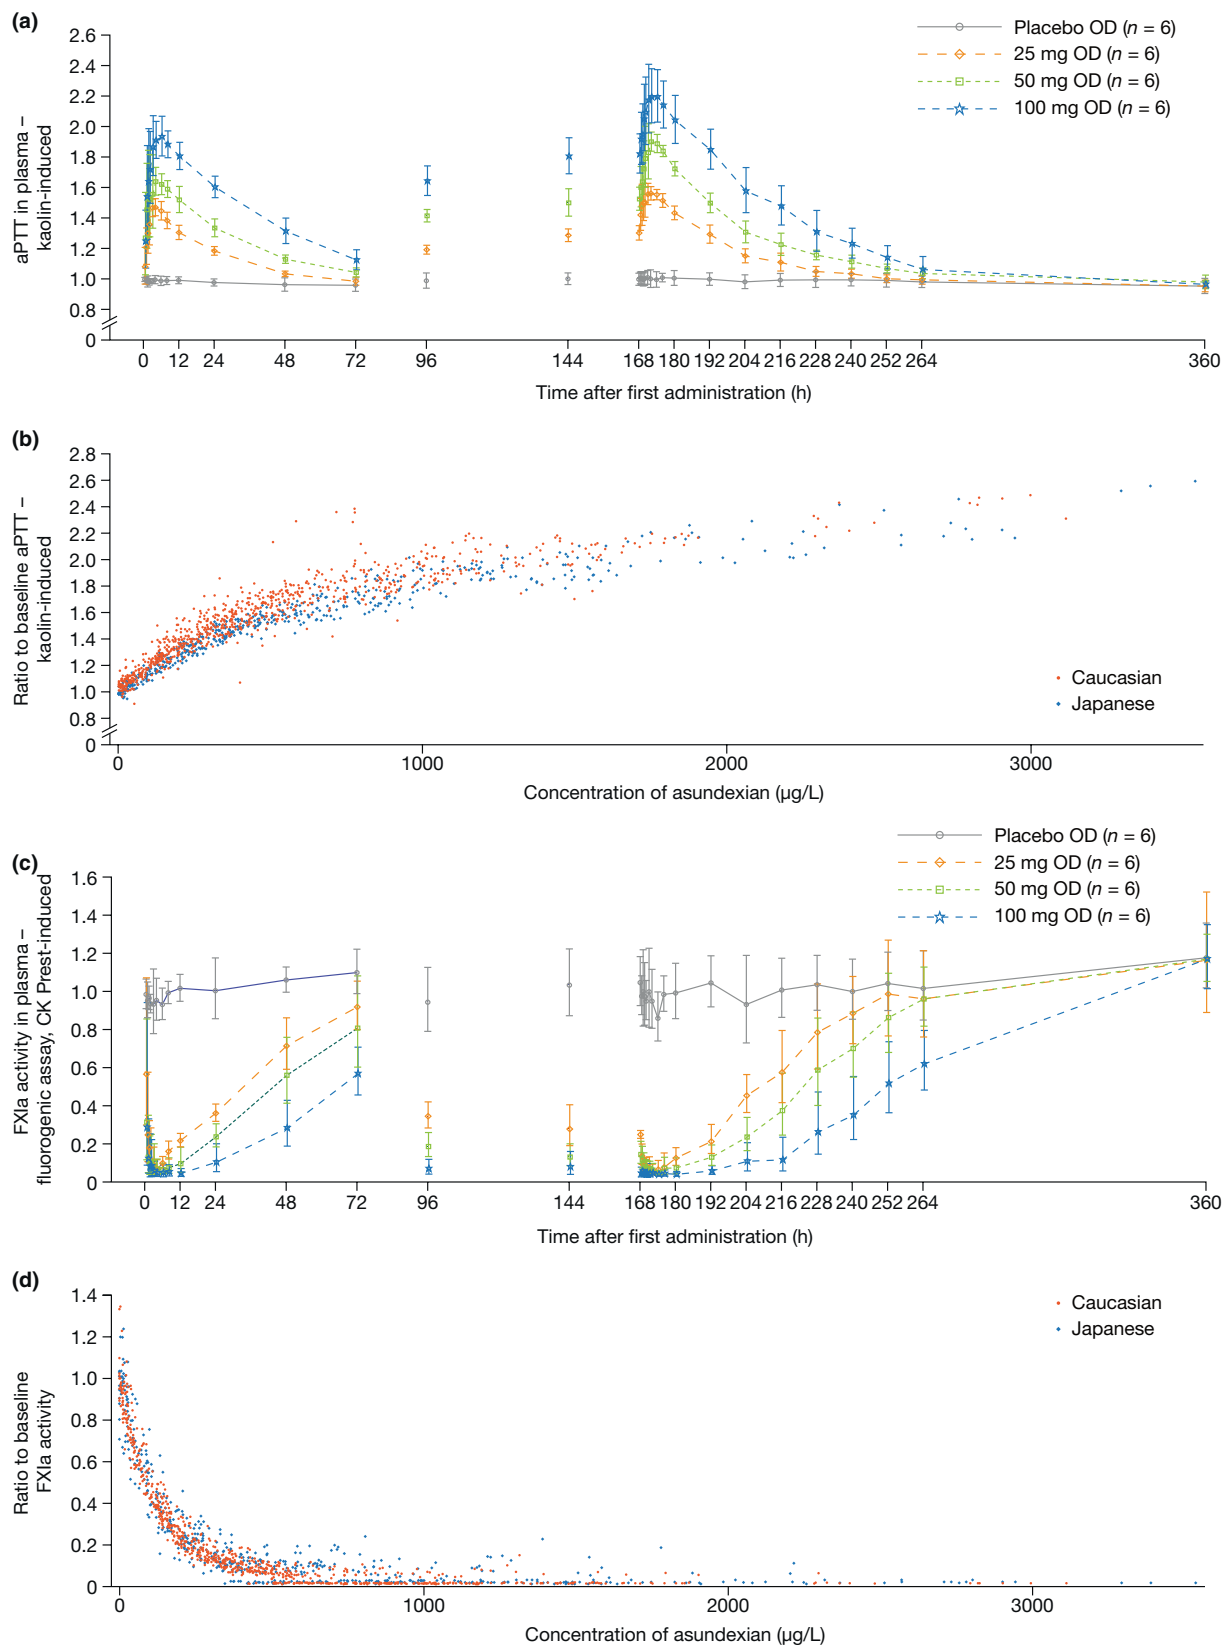 (a)
aPTT in plasma –
kaolin-induced
2.6
2.4
2.2
2.0
1.8
1.6
1.4
1.2
1.0
0.8
0
Placebo OD (n = 6)
25 mg OD (n = 6)
50 mg OD (n = 6)
100 mg OD (n = 6)
0 12 24 48 72 96 144 168 180 192 204 216 228 240 252 264 360
Time after first administration (h)
(b)
Ratio to baseline aPTT –
kaolin-induced
2.8
2.6
2.4
2.2
2.0
1.8
1.6
1.4
1.2
1.0
0.8
0
Caucasian
Japanese
0 1000 2000 3000
Concentration of asundexian (µg/L)
(c)
FXIa activity in plasma –
fluorogenic assay, CK Prest-induced
Placebo OD (n = 6)
25 mg OD (n = 6)
50 mg OD (n = 6)
100 mg OD (n = 6)
1.6
1.4
1.2
1.0
0.8
0.6
0.4
0.2
0
0 12 24 48 72 96 144 168 180 192 204 216 228 240 252 264 360
Time after first administration (h)
(d)
Ratio to baseline
FXIa activity
1.4
1.2
1.0
0.8
0.6
0.4
0.2
0
Caucasian
Japanese
0 1000 2000 3000
Concentration of asundexian (µg/L)